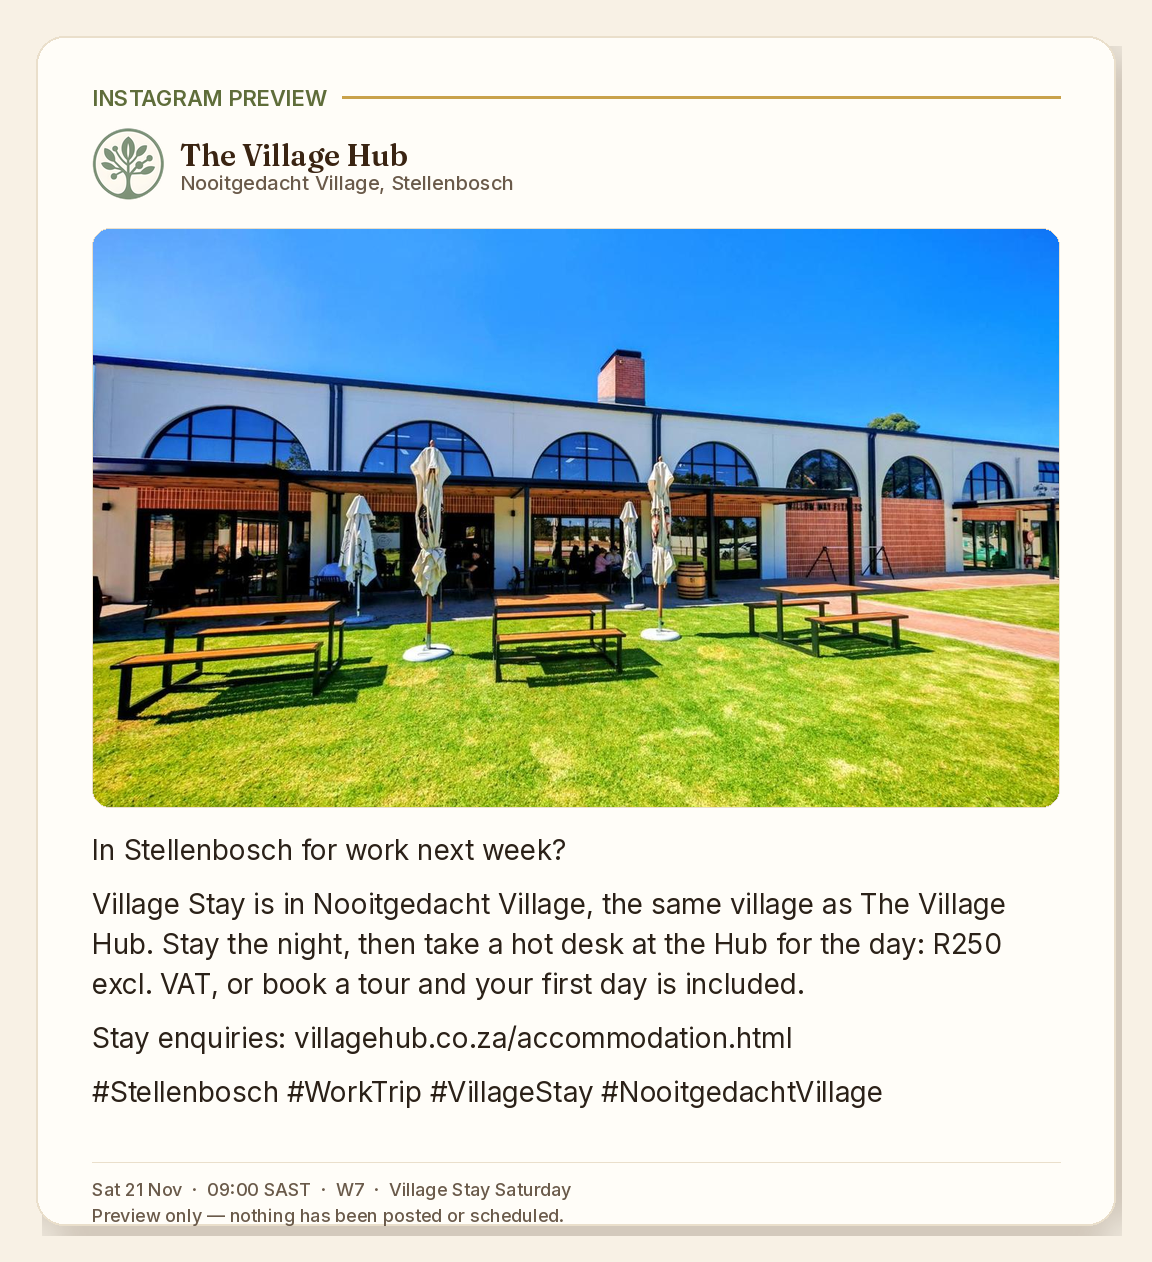 INSTAGRAM PREVIEW
The Village Hub
Nooitgedacht Village, Stellenbosch
WILLOW WAY FITNESS
In Stellenbosch for work next week?
Village Stay is in Nooitgedacht Village, the same village as The Village
Hub. Stay the night, then take a hot desk at the Hub for the day: R250
excl. VAT, or book a tour and your first day is included.
Stay enquiries: villagehub.co.za/accommodation.html
#Stellenbosch #WorkTrip #VillageStay #NooitgedachtVillage
Sat 21 Nov · 09:00 SAST · W7 · Village Stay Saturday
Preview only — nothing has been posted or scheduled.